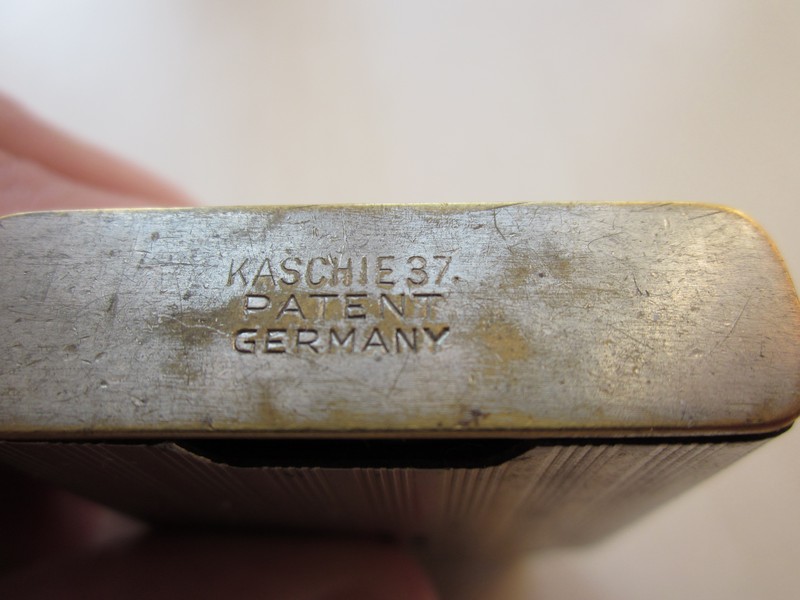 KASCHIE 37.
PATENT
GERMANY